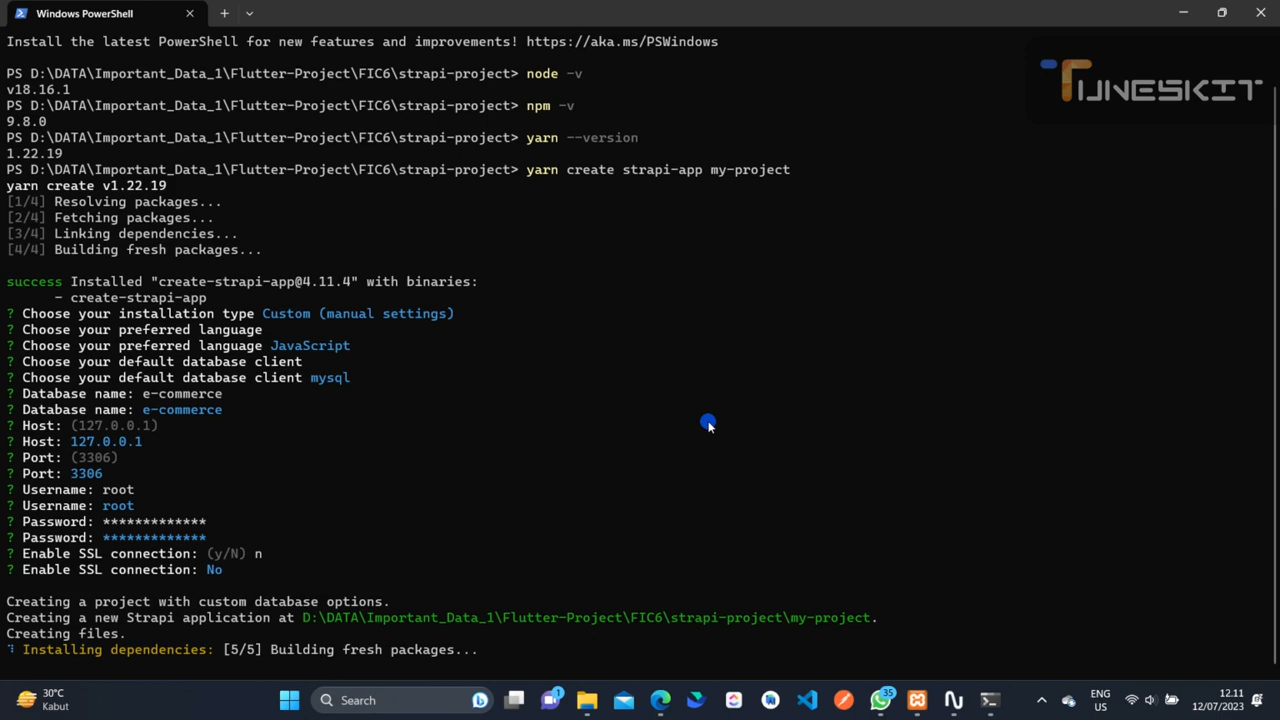 Windows PowerShell
Install the latest PowerShell for new features and improvements! https://aka.ms/PSWindows
TUNESKIT
PS D:\DATA\Important_Data_1\Flutter-Project\FIC6\strapi-project> node -v
v18.16.1
PS D:\DATA\Important_Data_1\Flutter-Project\FIC6\strapi-project> npm -v
9.8.0
PS D:\DATA\Important_Data_1\Flutter-Project\FIC6\strapi-project> yarn --version
1.22.19
PS D:\DATA\Important_Data_1\Flutter-Project\FIC6\strapi-project> yarn create strapi-app my-project
yarn create v1.22.19
[1/4] Resolving packages...
[2/4] Fetching packages...
[3/4] Linking dependencies...
[4/4] Building fresh packages...
success Installed "create-strapi-app@4.11.4" with binaries:
- create-strapi-app
? Choose your installation type Custom (manual settings)
? Choose your preferred language
? Choose your preferred language JavaScript
? Choose your default database client
? Choose your default database client mysql
? Database name: e-commerce
? Database name: e-commerce
? Host: (127.0.0.1)
? Host: 127.0.0.1
? Port: (3306)
? Port: 3306
? Username: root
? Username: root
? Password: *************
? Password: *************
? Enable SSL connection: (y/N) n
? Enable SSL connection: No
Creating a project with custom database options.
Creating a new Strapi application at D:\DATA\Important_Data_1\Flutter-Project\FIC6\strapi-project\my-project.
Creating files.
Installing dependencies: [5/5] Building fresh packages...
30°C
Kabut
Search
1
35
ENG
US
12.11
12/07/2023